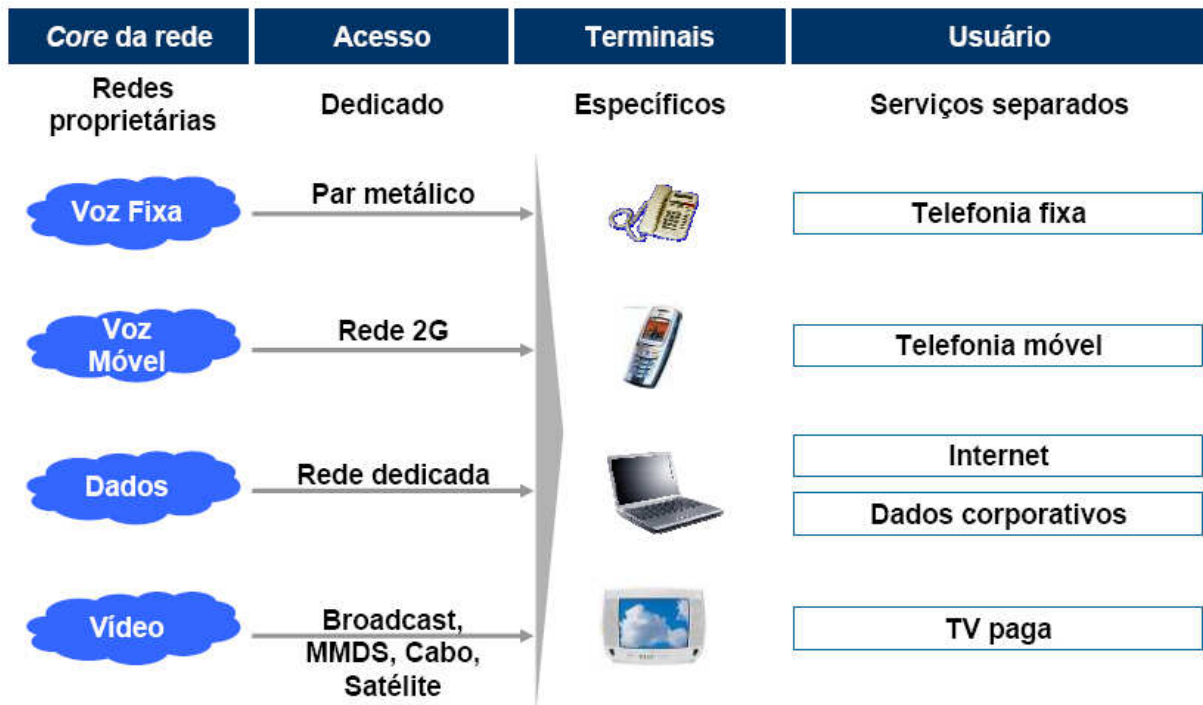 Core da rede
Acesso
Terminais
Usuário
Redes
proprietárias
Dedicado
Específicos
Serviços separados
Voz Fixa
Par metálico
Telefonia fixa
Voz
Móvel
Rede 2G
Telefonia móvel
Dados
Rede dedicada
Internet
Dados corporativos
Vídeo
Broadcast,
MMDS, Cabo,
Satélite
TV paga